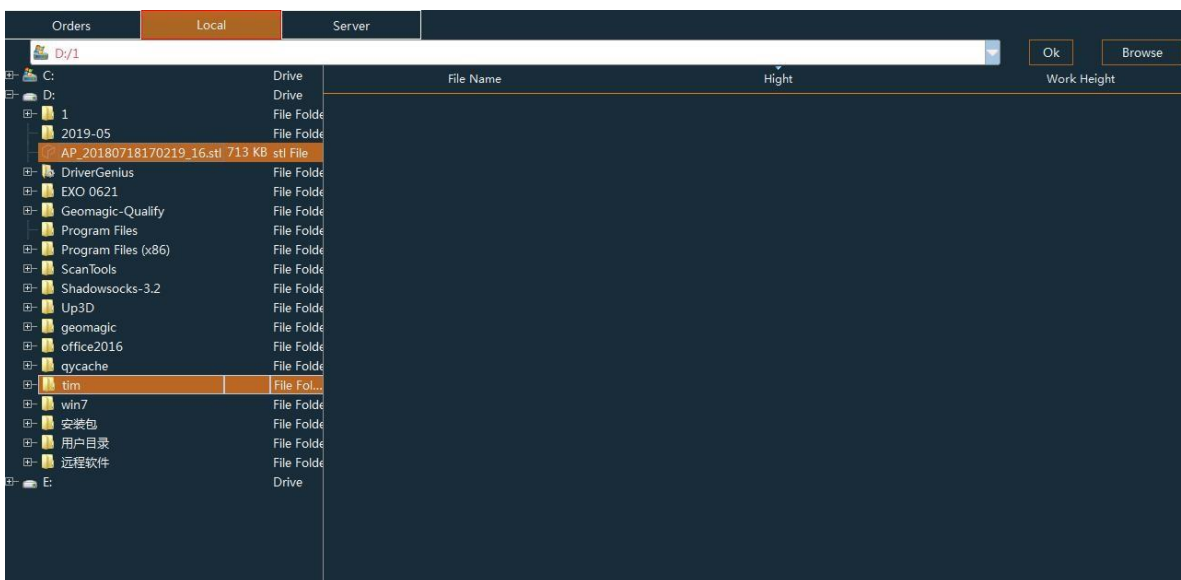 Orders Local Server
D:/1 Ok Browse
C: Drive File Name Hight Work Height
D: Drive
1 File Folde
2019-05 File Folde
AP_20180718170219_16.stl 713 KB stl File
DriverGenius File Folde
EXO 0621 File Folde
Geomagic-Qualify File Folde
Program Files File Folde
Program Files (x86) File Folde
ScanTools File Folde
Shadowsocks-3.2 File Folde
Up3D File Folde
geomagic File Folde
office2016 File Folde
qycache File Folde
tim File Fol...
win7 File Folde
安装包 File Folde
用户目录 File Folde
远程软件 File Folde
E: Drive